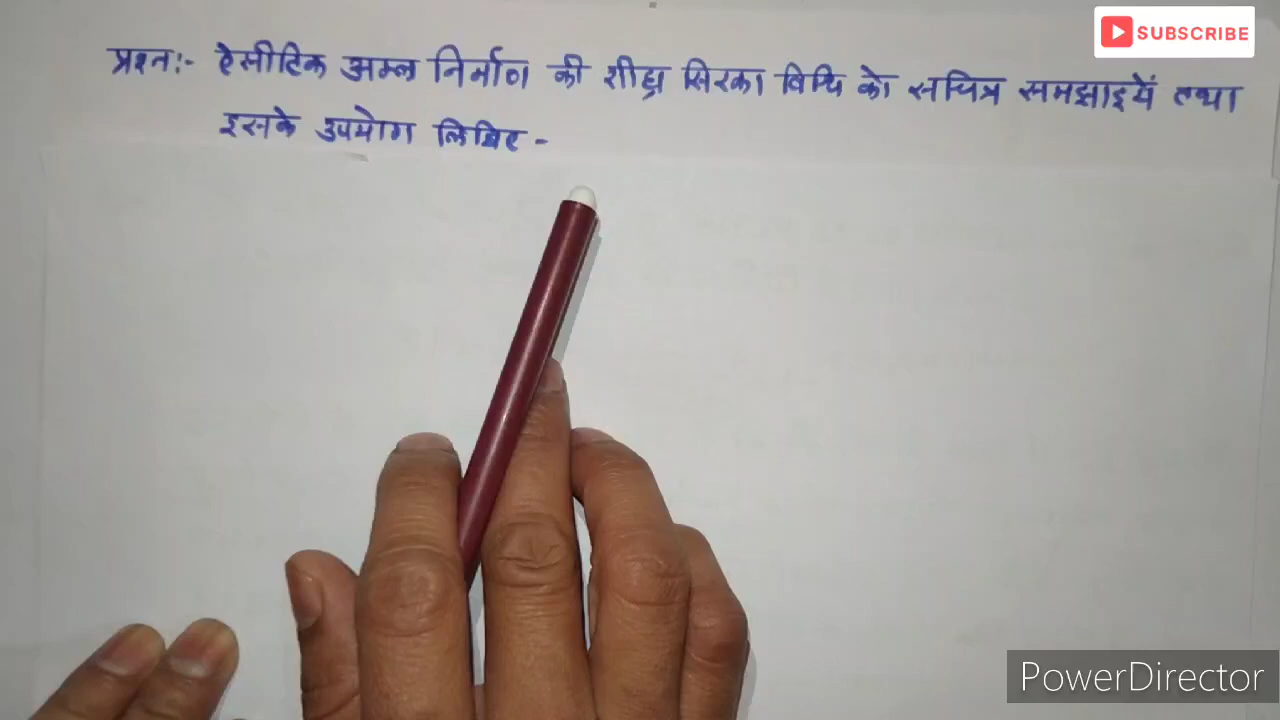 SUBSCRIBE
प्रश्न:- ऐसीटिक अम्ल निर्माण की शीघ्र सिरका विधि को सचित्र समझाइयें तथा
इसके उपयोग लिखिए -
PowerDirector